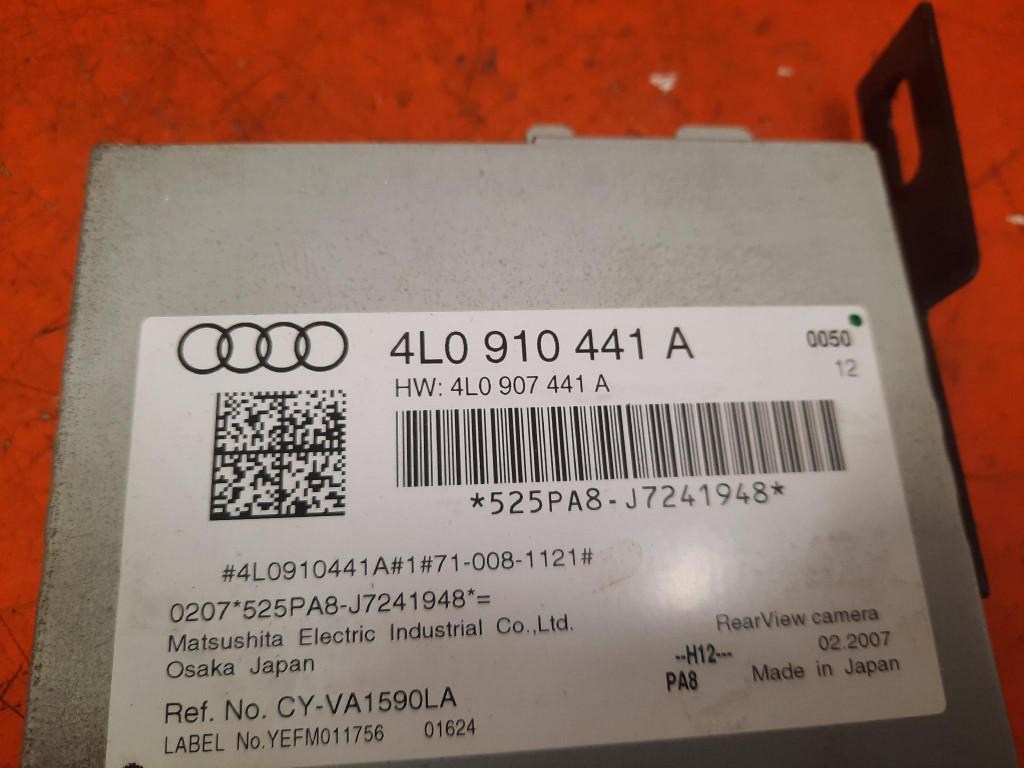 4L0 910 441 A
0050
HW: 4L0 907 441 A
12
*525PA8-J7241948*
#4L0910441A#1#71-008-1121#
0207*525PA8-J7241948*=
Matsushita Electric Industrial Co.,Ltd.
Osaka Japan
RearView camera
02.2007
--H12---
PA8
Made in Japan
Ref. No. CY-VA1590LA
LABEL No.YEFM011756 01624